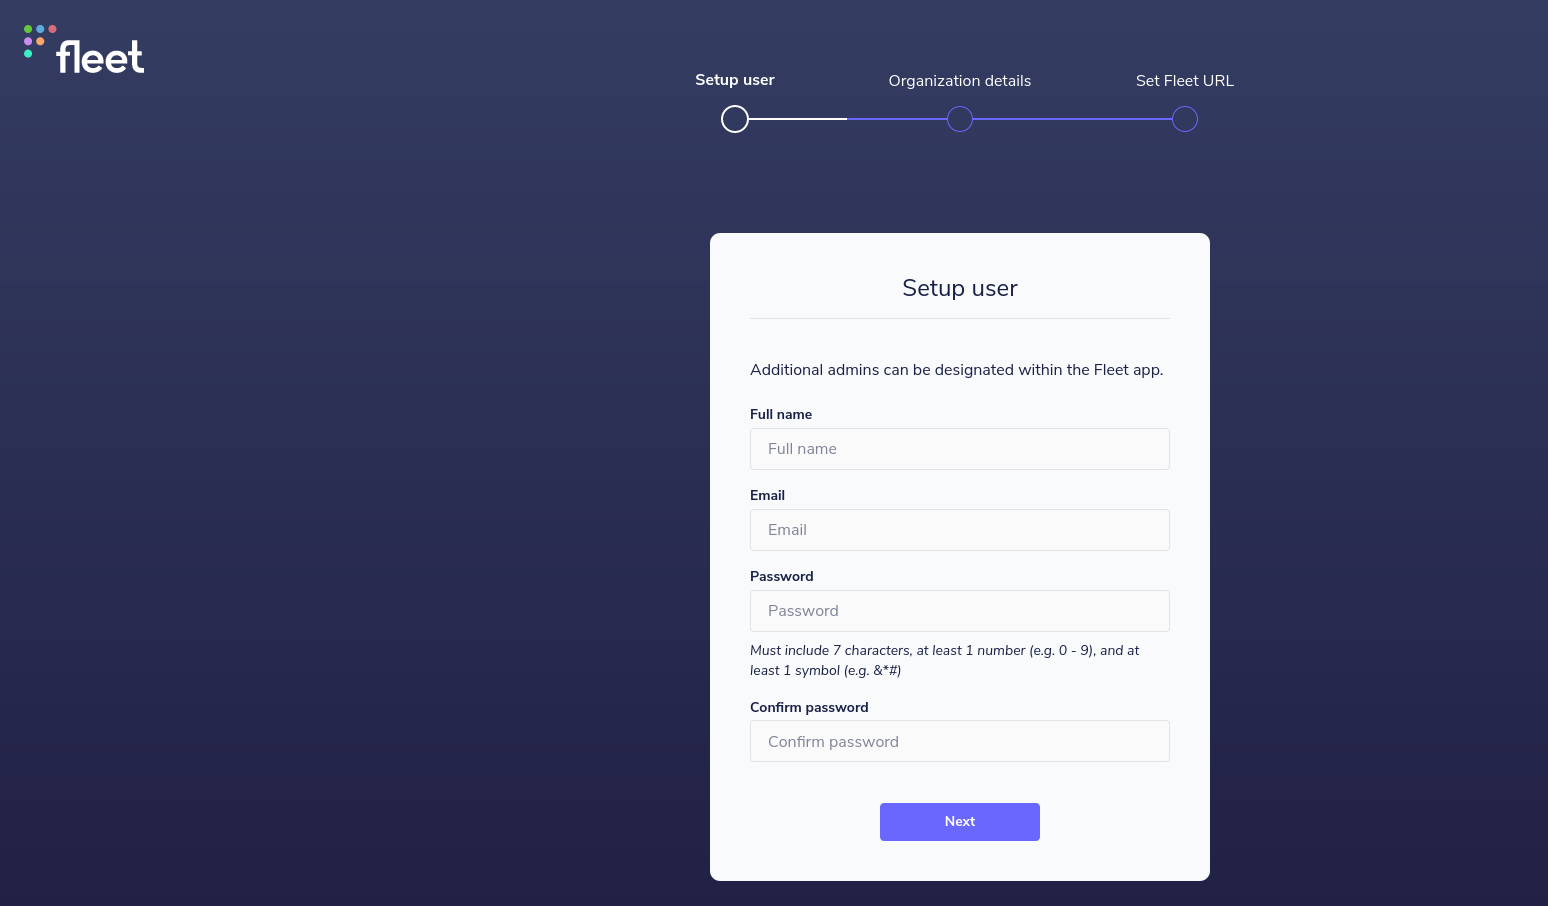 fleet
Setup user
Organization details
Set Fleet URL
Setup user
Additional admins can be designated within the Fleet app.
Full name
Full name
Email
Email
Password
Password
Must include 7 characters, at least 1 number (e.g. 0 - 9), and at
least 1 symbol (e.g. &*#)
Confirm password
Confirm password
Next